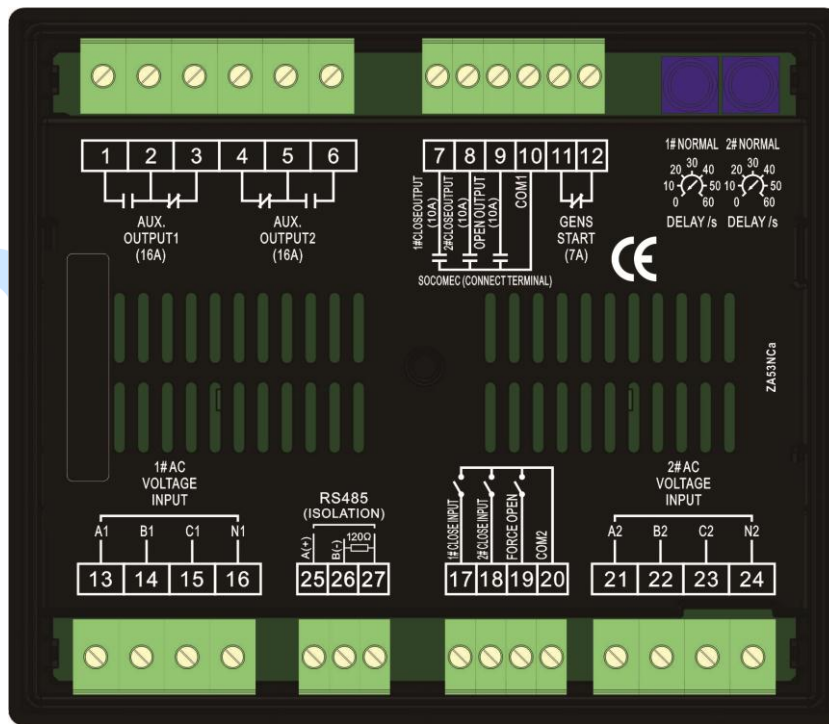 1 2 3 4 5 6
AUX.
OUTPUT1
(16A)
AUX.
OUTPUT2
(16A)
7 8 9 10 11 12
1#CLOSEOUTPUT
(10A)
2#CLOSEOUTPUT
(10A)
OPEN OUTPUT
(10A)
COM1
GENS
START
(7A)
SOCOMEC (CONNECT TERMINAL)
1#NORMAL 2#NORMAL
0 10 20 30 40 50 60
0 10 20 30 40 50 60
DELAY /s DELAY /s
CE
ZA53NCa
1# AC
VOLTAGE
INPUT
A1 B1 C1 N1
13 14 15 16
RS485
(ISOLATION)
A(+)
B(-)
120Ω
25 26 27
1# CLOSE INPUT
2# CLOSE INPUT
FORCE OPEN
COM2
17 18 19 20
2# AC
VOLTAGE
INPUT
A2 B2 C2 N2
21 22 23 24